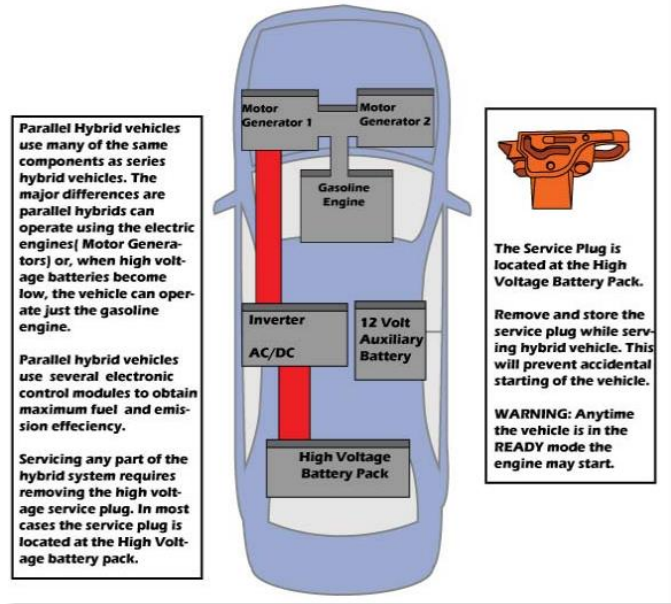 Parallel Hybrid vehicles
use many of the same
components as series
hybrid vehicles. The
major differences are
parallel hybrids can
operate using the electric
engines( Motor Genera-
tors) or, when high volt-
age batteries become
low, the vehicle can oper-
ate just the gasoline
engine.
Parallel hybrid vehicles
use several electronic
control modules to obtain
maximum fuel and emis-
sion effeciency.
Servicing any part of the
hybrid system requires
removing the high volt-
age service plug. In most
cases the service plug is
located at the High Volt-
age battery pack.
Motor
Generator 1
Motor
Generator 2
Gasoline
Engine
Inverter
AC/DC
12 Volt
Auxiliary
Battery
High Voltage
Battery Pack
The Service Plug is
located at the High
Voltage Battery Pack.
Remove and store the
service plug while serv-
ing hybrid vehicle. This
will prevent accidental
starting of the vehicle.
WARNING: Anytime
the vehicle is in the
READY mode the
engine may start.